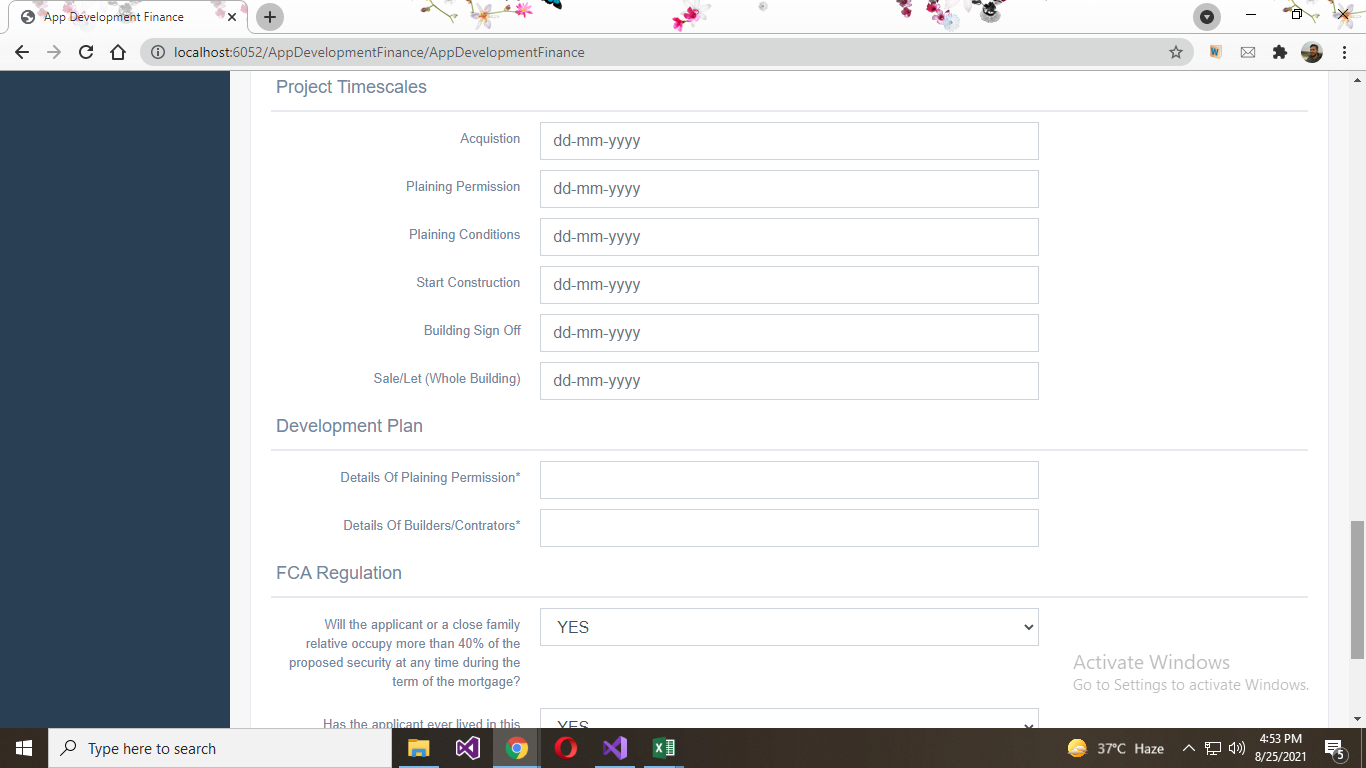 App Development Finance
localhost:6052/AppDevelopmentFinance/AppDevelopmentFinance
Project Timescales
Acquistion
dd-mm-yyyy
Plaining Permission
dd-mm-yyyy
Plaining Conditions
dd-mm-yyyy
Start Construction
dd-mm-yyyy
Building Sign Off
dd-mm-yyyy
Sale/Let (Whole Building)
dd-mm-yyyy
Development Plan
Details Of Plaining Permission*
Details Of Builders/Contrators*
FCA Regulation
Will the applicant or a close family
relative occupy more than 40% of the
proposed security at any time during the
term of the mortgage?
YES
Activate Windows
Go to Settings to activate Windows.
Has the applicant ever lived in this
YES
Type here to search
37°C Haze
4:53 PM
8/25/2021
5